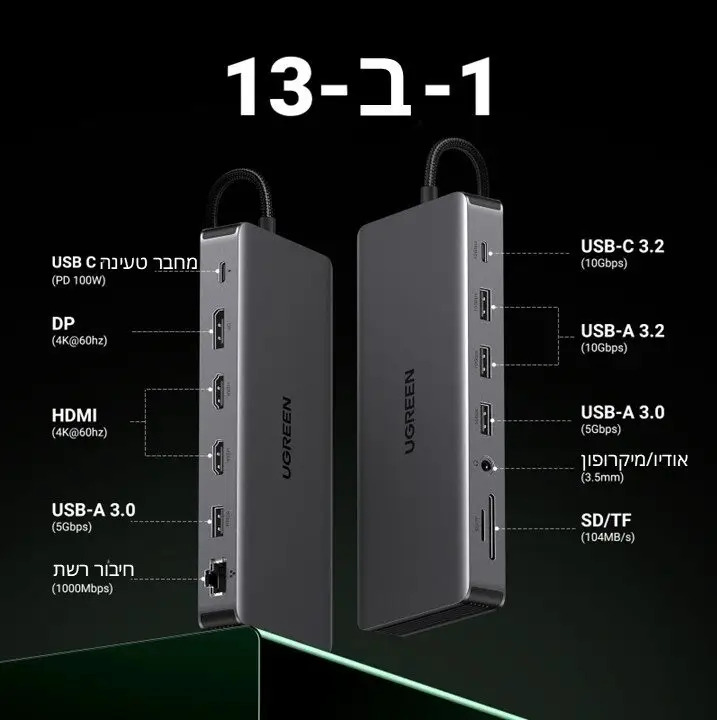 13-ב-1
USB C מחבר טעינה
(PD 100W)
DP
(4K@60hz)
HDMI
(4K@60hz)
USB-A 3.0
(5Gbps)
חיבור רשת
(1000Mbps)
UGREEN
UGREEN
USB-C 3.2
(10Gbps)
USB-A 3.2
(10Gbps)
USB-A 3.0
(5Gbps)
אודיו/מיקרופון
(3.5mm)
SD/TF
(104MB/s)